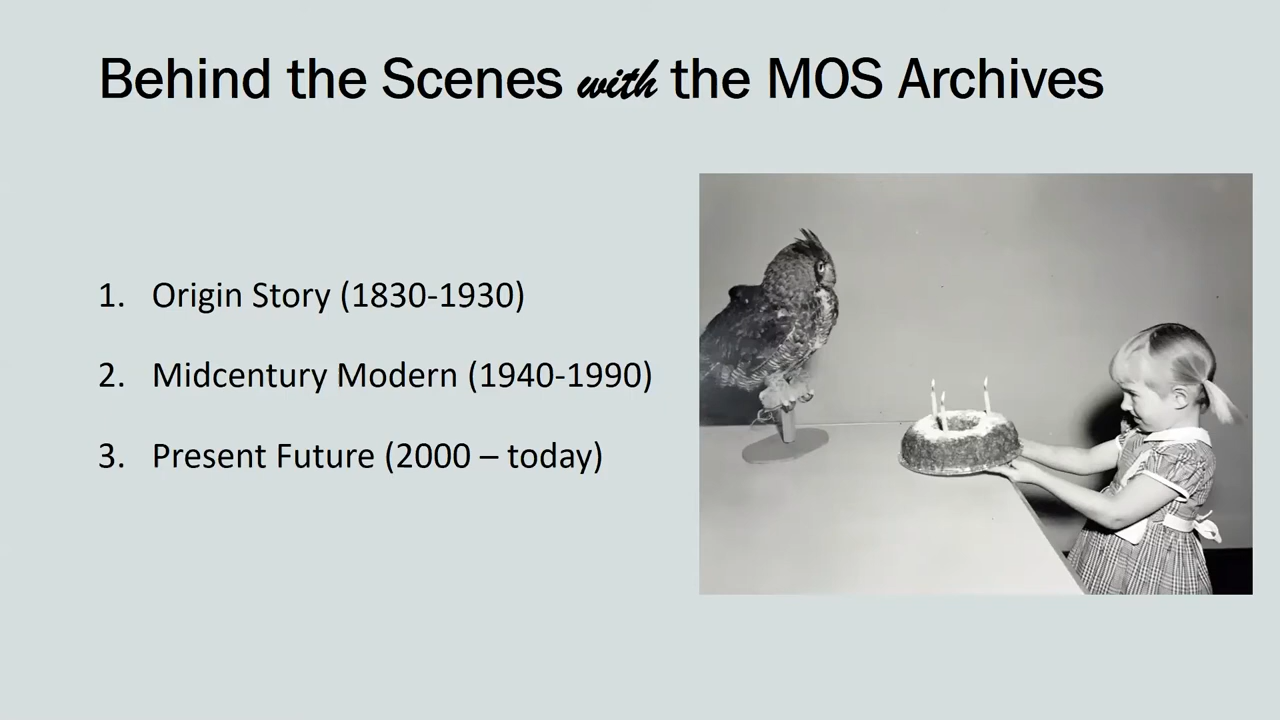 Behind the Scenes with the MOS Archives
1. Origin Story (1830-1930)
2. Midcentury Modern (1940-1990)
3. Present Future (2000 – today)